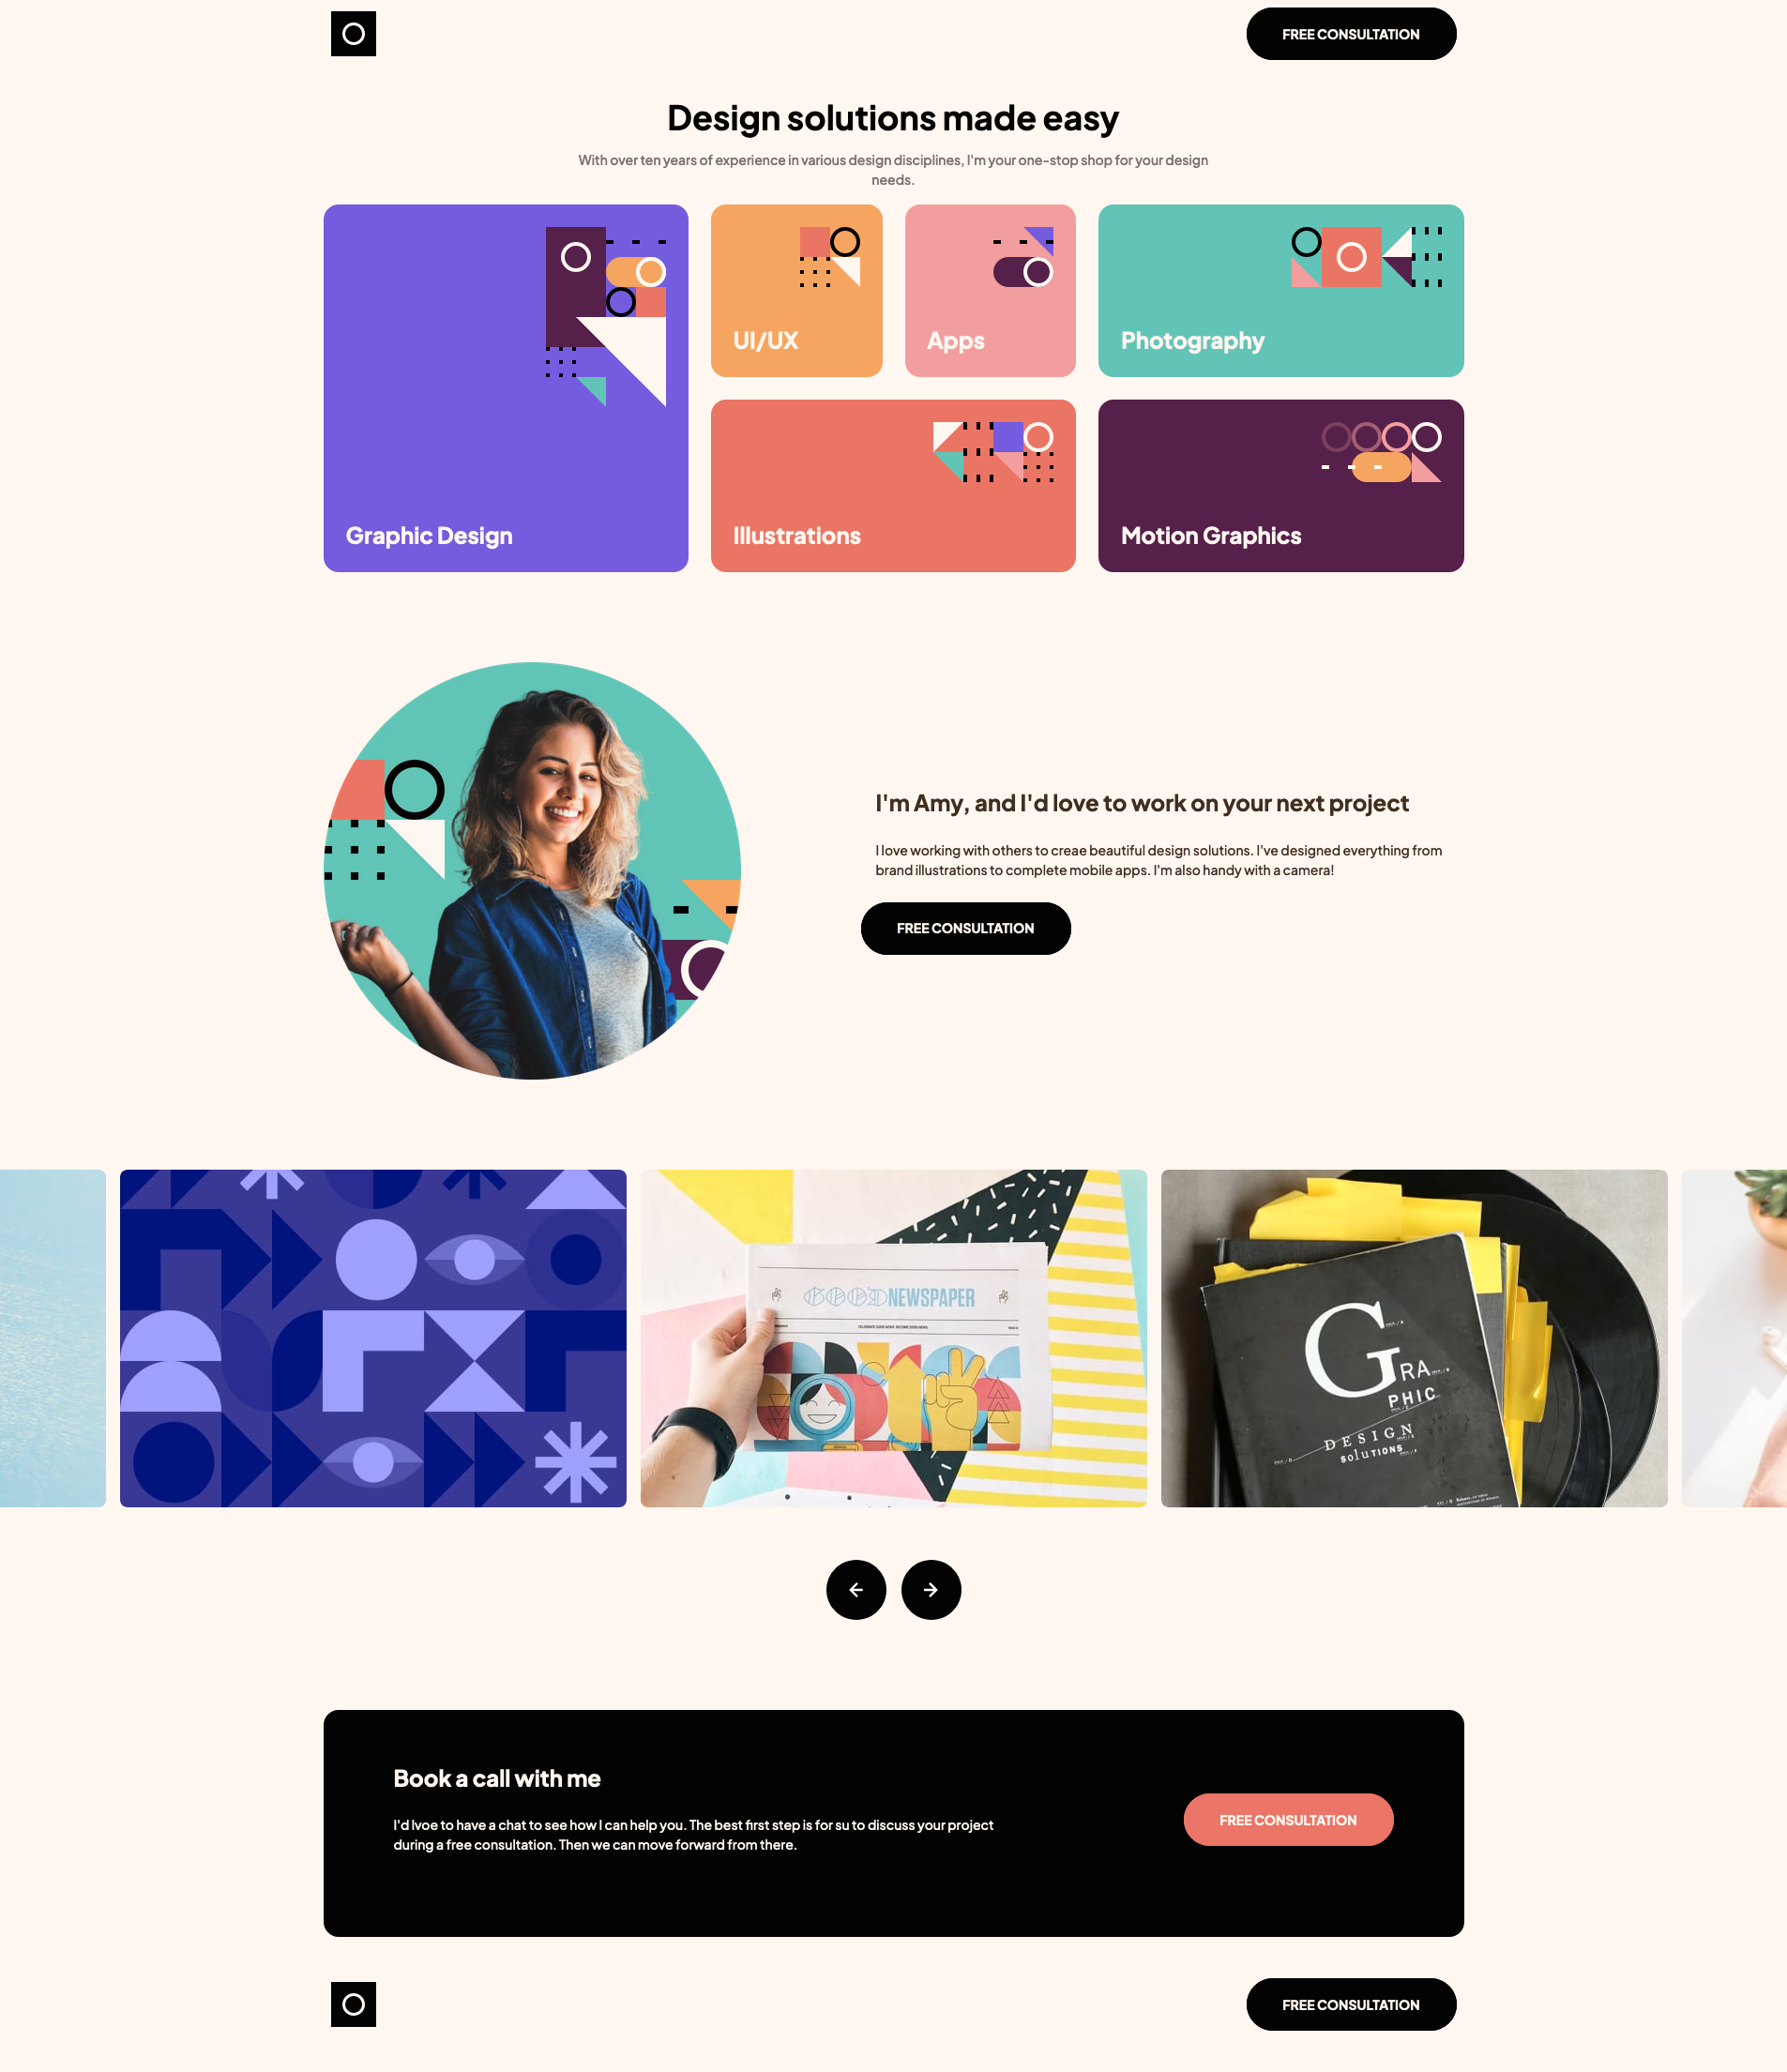 FREE CONSULTATION
Design solutions made easy
With over ten years of experience in various design disciplines, I'm your one-stop shop for your design
needs.
Graphic Design
UI/UX
Apps
Photography
Illustrations
Motion Graphics
I'm Amy, and I'd love to work on your next project
I love working with others to creae beautiful design solutions. I've designed everything from
brand illustrations to complete mobile apps. I'm also handy with a camera!
FREE CONSULTATION
GOOD NEWSPAPER
GRA
PHIC
DESIGN
soluTIONS
Book a call with me
I'd lvoe to have a chat to see how I can help you. The best first step is for su to discuss your project
during a free consultation. Then we can move forward from there.
FREE CONSULTATION
FREE CONSULTATION